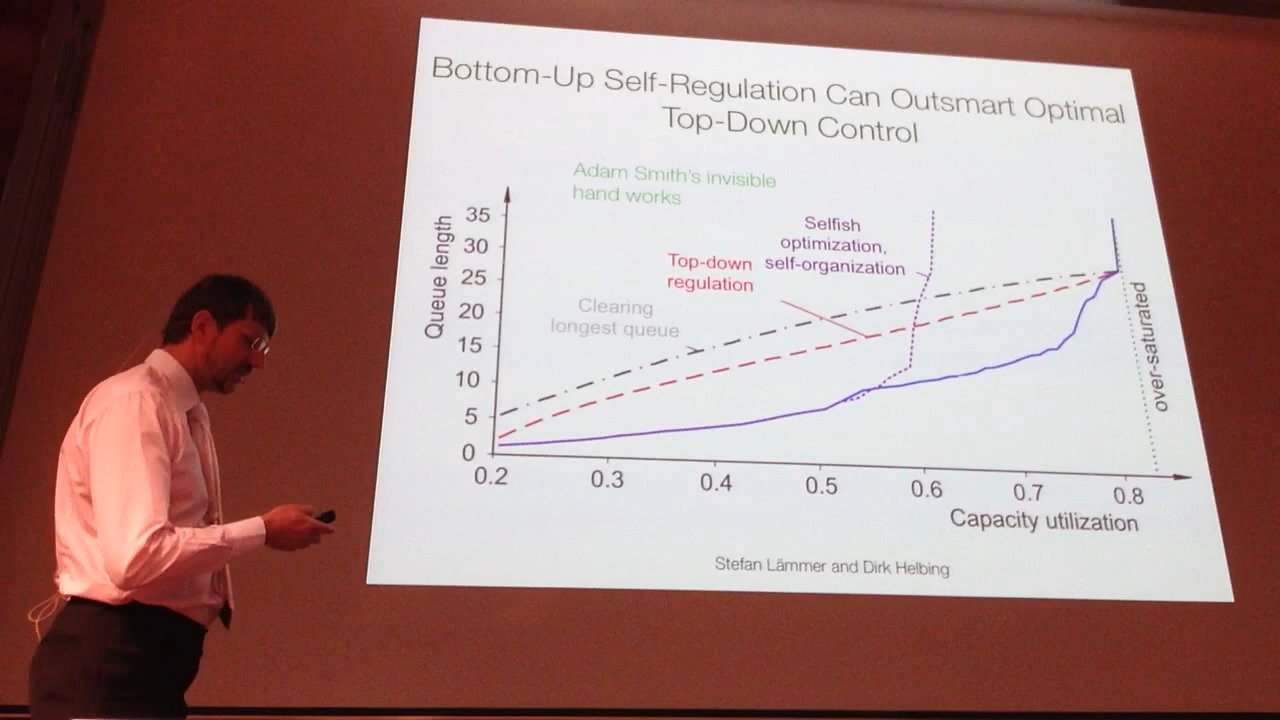 Bottom-Up Self-Regulation Can Outsmart Optimal
Top-Down Control
Adam Smith's invisible
hand works
Selfish
optimization,
self-organization
Top-down
regulation
Clearing
longest queue
Queue length
35
30
25
20
15
10
5
0
0.2 0.3 0.4 0.5 0.6 0.7 0.8
over-saturated
Capacity utilization
Stefan Lämmer and Dirk Helbing